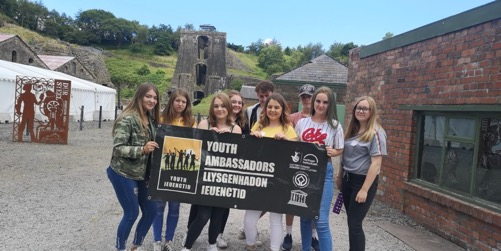 YOUTH
AMBASSADORS
LLYSGENHADON
IEUENCTID
YOUTH
IEUENCTID